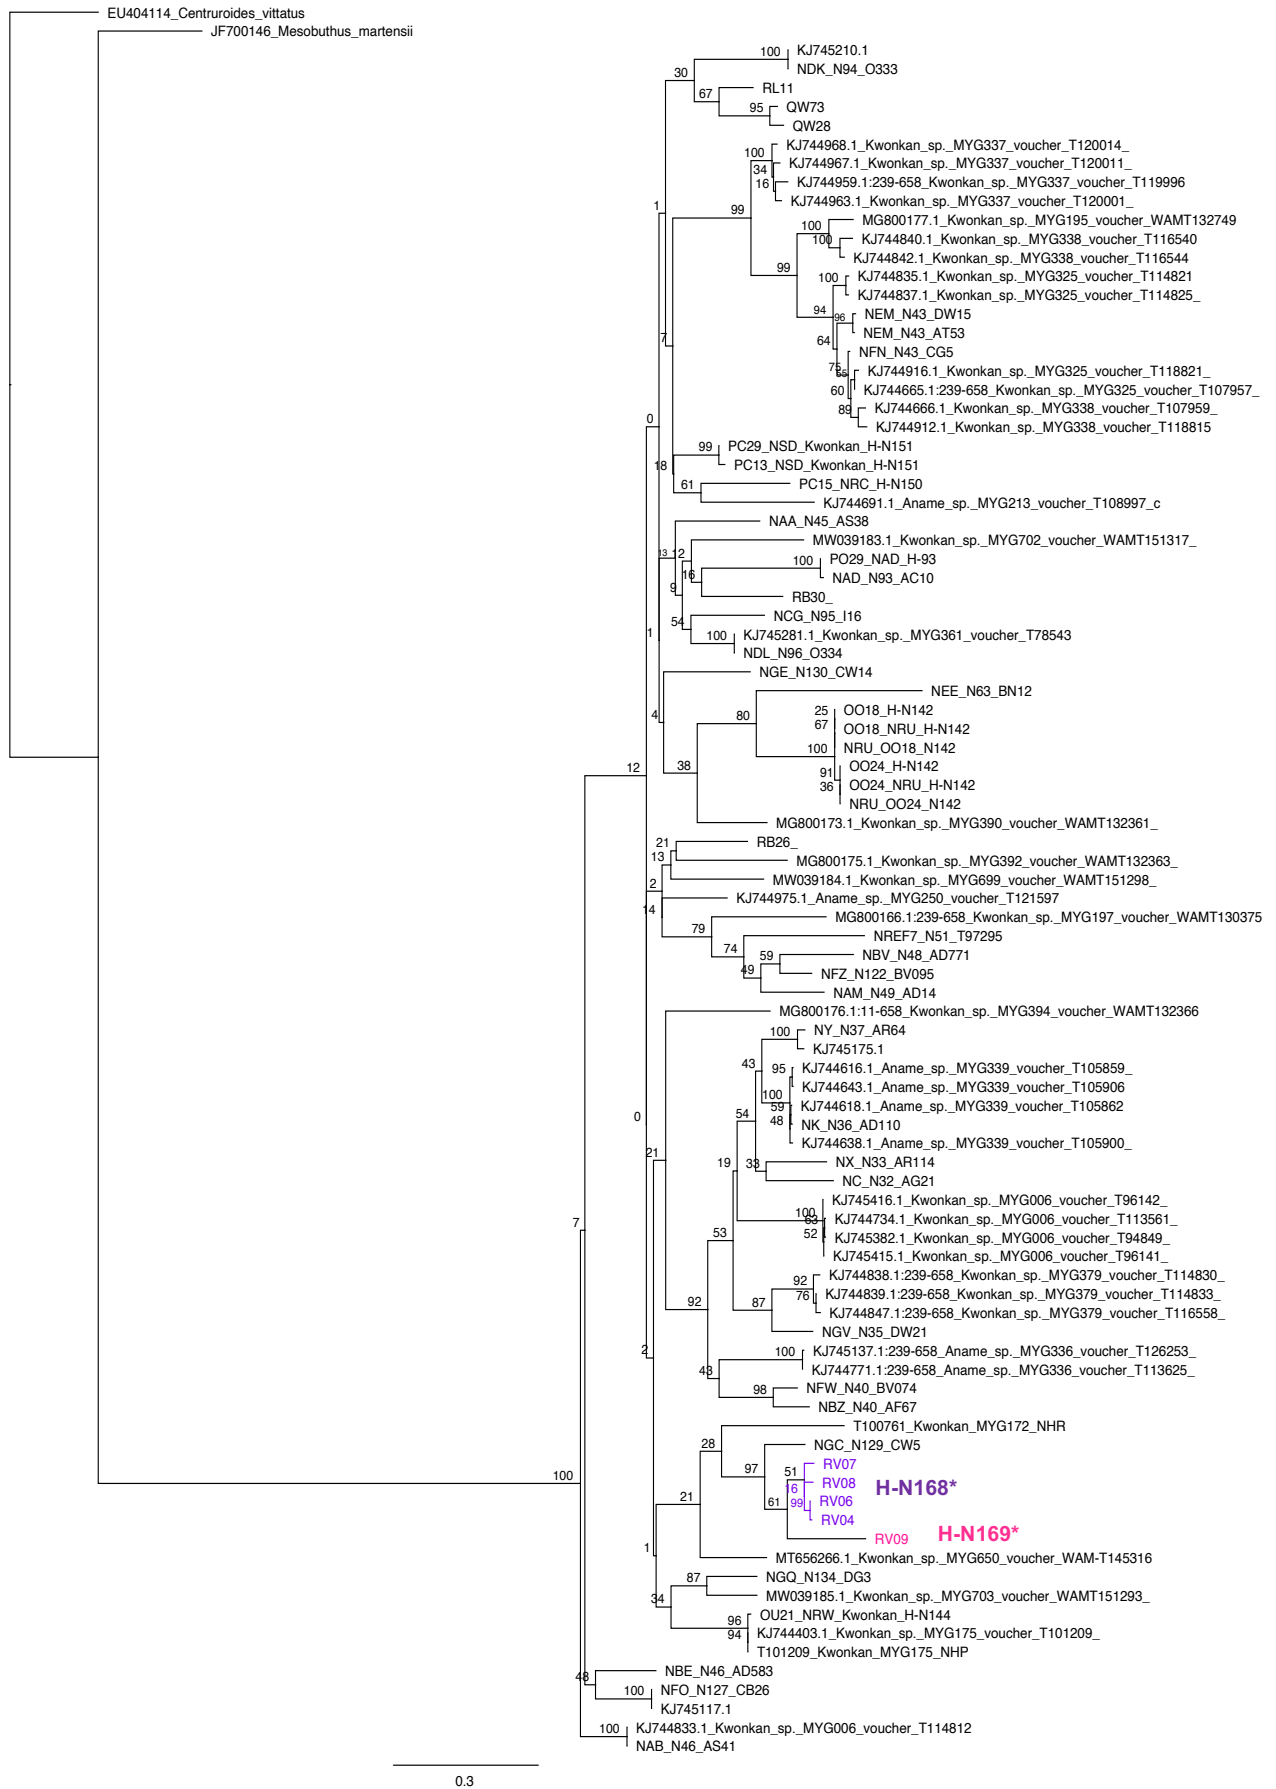 EU404114_Centruroides_vittatus
JF700146_Mesobuthus_martensii
100 KJ745210.1
NDK_N94_O333
30
RL11
67
95 QW73
QW28
KJ744968.1_Kwonkan_sp._MYG337_voucher_T120014_
100
KJ744967.1_Kwonkan_sp._MYG337_voucher_T120011_
34
16 KJ744959.1:239-658_Kwonkan_sp._MYG337_voucher_T119996
KJ744963.1_Kwonkan_sp._MYG337_voucher_T120001_
1
99
MG800177.1_Kwonkan_sp._MYG195_voucher_WAMT132749
100
100 KJ744840.1_Kwonkan_sp._MYG338_voucher_T116540
KJ744842.1_Kwonkan_sp._MYG338_voucher_T116544
99
100 KJ744835.1_Kwonkan_sp._MYG325_voucher_T114821
KJ744837.1_Kwonkan_sp._MYG325_voucher_T114825_
94
96 NEM_N43_DW15
NEM_N43_AT53
7
64
NFN_N43_CG5
75
55 KJ744916.1_Kwonkan_sp._MYG325_voucher_T118821_
60 KJ744665.1:239-658_Kwonkan_sp._MYG325_voucher_T107957_
89 KJ744666.1_Kwonkan_sp._MYG338_voucher_T107959_
KJ744912.1_Kwonkan_sp._MYG338_voucher_T118815
0
99 PC29_NSD_Kwonkan_H-N151
18 PC13_NSD_Kwonkan_H-N151
61 PC15_NRC_H-N150
KJ744691.1_Aname_sp._MYG213_voucher_T108997_c
NAA_N45_AS38
MW039183.1_Kwonkan_sp._MYG702_voucher_WAMT151317_
13 12
100 PO29_NAD_H-93
16 NAD_N93_AC10
9 RB30_
NCG_N95_I16
54
1 100 KJ745281.1_Kwonkan_sp._MYG361_voucher_T78543
NDL_N96_O334
NGE_N130_CW14
NEE_N63_BN12
4 80
25 OO18_H-N142
67 OO18_NRU_H-N142
100 NRU_OO18_N142
12 38
91 OO24_H-N142
36 OO24_NRU_H-N142
NRU_OO24_N142
MG800173.1_Kwonkan_sp._MYG390_voucher_WAMT132361_
21 RB26_
13 MG800175.1_Kwonkan_sp._MYG392_voucher_WAMT132363_
MW039184.1_Kwonkan_sp._MYG699_voucher_WAMT151298_
2
KJ744975.1_Aname_sp._MYG250_voucher_T121597
14
MG800166.1:239-658_Kwonkan_sp._MYG197_voucher_WAMT130375
79
NREF7_N51_T97295
74
59 NBV_N48_AD771
49 NFZ_N122_BV095
NAM_N49_AD14
MG800176.1:11-658_Kwonkan_sp._MYG394_voucher_WAMT132366
100 NY_N37_AR64
KJ745175.1
43
95 KJ744616.1_Aname_sp._MYG339_voucher_T105859_
KJ744643.1_Aname_sp._MYG339_voucher_T105906
100
59 KJ744618.1_Aname_sp._MYG339_voucher_T105862
0 54 48 NK_N36_AD110
KJ744638.1_Aname_sp._MYG339_voucher_T105900_
21
19 33 NX_N33_AR114
NC_N32_AG21
KJ745416.1_Kwonkan_sp._MYG006_voucher_T96142_
100
63 KJ744734.1_Kwonkan_sp._MYG006_voucher_T113561_
7 53 52 KJ745382.1_Kwonkan_sp._MYG006_voucher_T94849_
KJ745415.1_Kwonkan_sp._MYG006_voucher_T96141_
92 KJ744838.1:239-658_Kwonkan_sp._MYG379_voucher_T114830_
76 KJ744839.1:239-658_Kwonkan_sp._MYG379_voucher_T114833_
92 87 KJ744847.1:239-658_Kwonkan_sp._MYG379_voucher_T116558_
NGV_N35_DW21
2
100 KJ745137.1:239-658_Aname_sp._MYG336_voucher_T126253_
43 KJ744771.1:239-658_Aname_sp._MYG336_voucher_T113625_
98 NFW_N40_BV074
NBZ_N40_AF67
T100761_Kwonkan_MYG172_NHR
28
NGC_N129_CW5
97
51 RV07
16 RV08 H-N168*
99 RV06
21 61 RV04
RV09 H-N169*
100
1
MT656266.1_Kwonkan_sp._MYG650_voucher_WAM-T145316
87 NGQ_N134_DG3
34 MW039185.1_Kwonkan_sp._MYG703_voucher_WAMT151293_
96 OU21_NRW_Kwonkan_H-N144
94 KJ744403.1_Kwonkan_sp._MYG175_voucher_T101209_
T101209_Kwonkan_MYG175_NHP
48 NBE_N46_AD583
100 NFO_N127_CB26
KJ745117.1
100 KJ744833.1_Kwonkan_sp._MYG006_voucher_T114812
NAB_N46_AS41
0.3